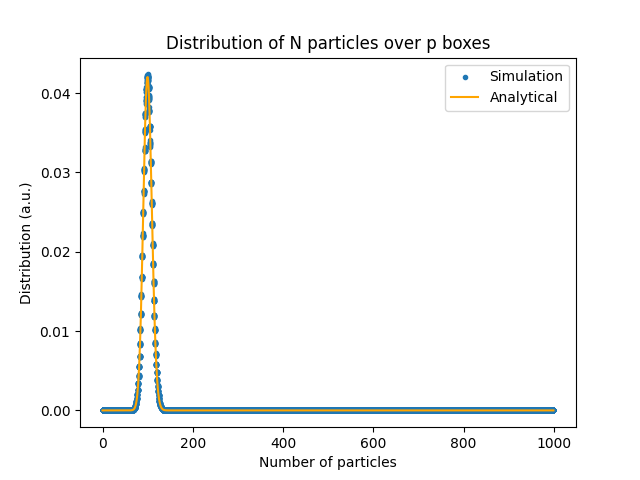 Distribution of N particles over p boxes
Simulation
Analytical
Distribution (a.u.)
0.04
0.03
0.02
0.01
0.00
0 200 400 600 800 1000
Number of particles